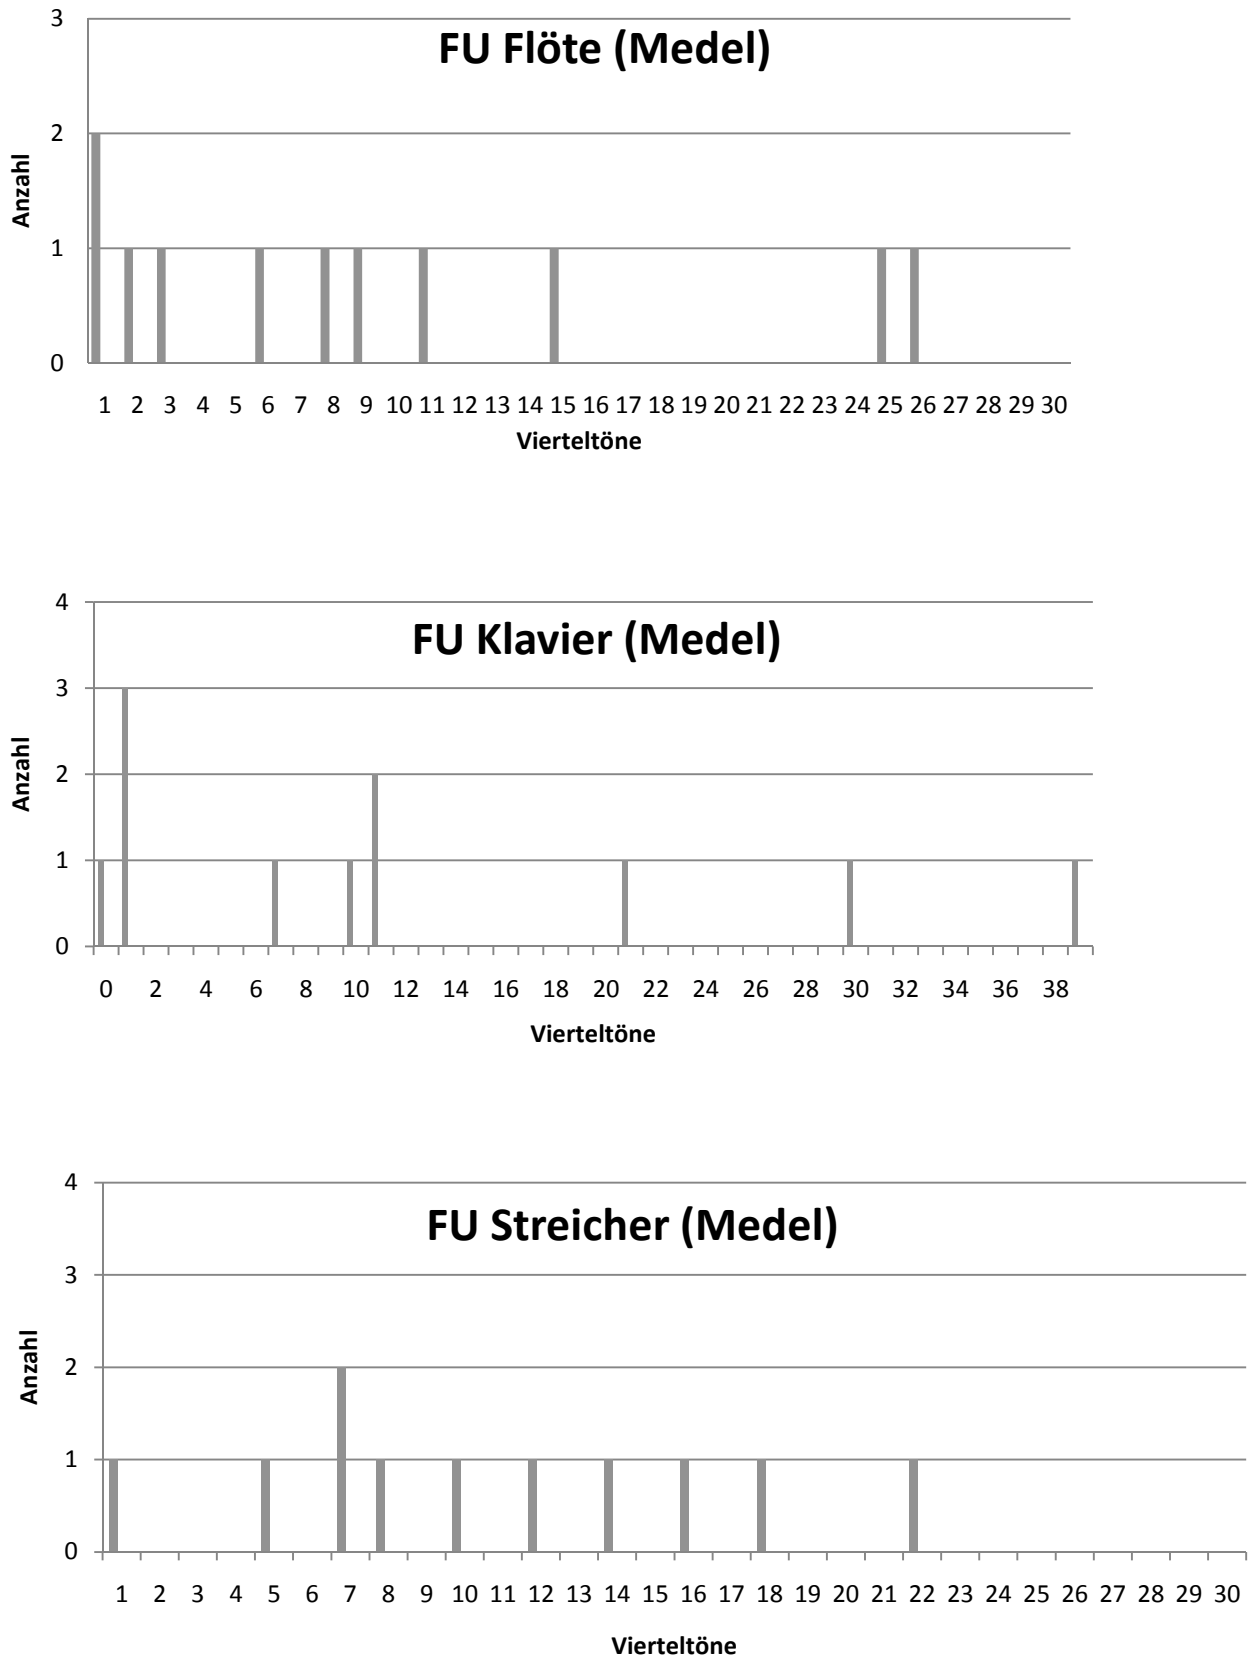 FU Flöte (Medel)
3
2
1
0
Anzahl
1 2 3 4 5 6 7 8 9 10 11 12 13 14 15 16 17 18 19 20 21 22 23 24 25 26 27 28 29 30
Vierteltöne
FU Klavier (Medel)
4
3
2
1
0
Anzahl
0 2 4 6 8 10 12 14 16 18 20 22 24 26 28 30 32 34 36 38
Vierteltöne
FU Streicher (Medel)
4
3
2
1
0
Anzahl
1 2 3 4 5 6 7 8 9 10 11 12 13 14 15 16 17 18 19 20 21 22 23 24 25 26 27 28 29 30
Vierteltöne